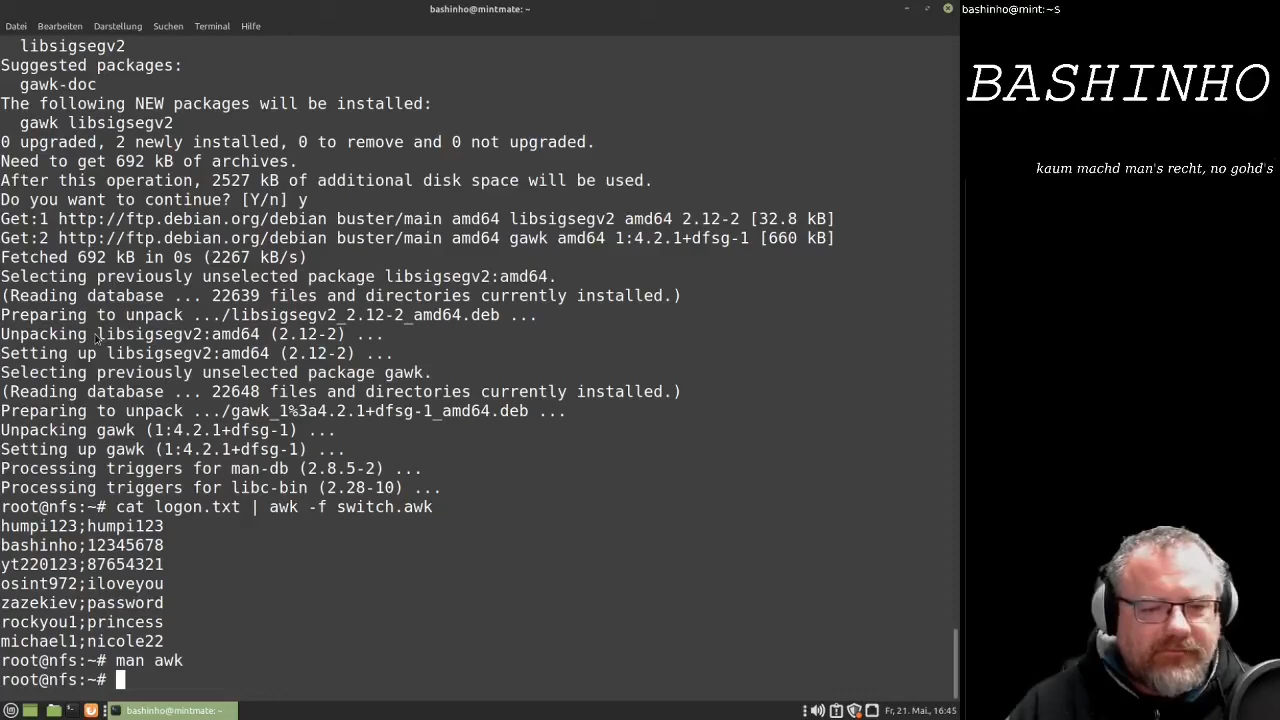 bashinho@mintmate: ~
bashinho@mint:~$
Datei Bearbeiten Darstellung Suchen Terminal Hilfe
libsigsegv2
Suggested packages:
gawk-doc
The following NEW packages will be installed:
gawk libsigsegv2
0 upgraded, 2 newly installed, 0 to remove and 0 not upgraded.
Need to get 692 kB of archives.
After this operation, 2527 kB of additional disk space will be used.
Do you want to continue? [Y/n] y
Get:1 http://ftp.debian.org/debian buster/main amd64 libsigsegv2 amd64 2.12-2 [32.8 kB]
Get:2 http://ftp.debian.org/debian buster/main amd64 gawk amd64 1:4.2.1+dfsg-1 [660 kB]
Fetched 692 kB in 0s (2267 kB/s)
Selecting previously unselected package libsigsegv2:amd64.
(Reading database ... 22639 files and directories currently installed.)
Preparing to unpack .../libsigsegv2_2.12-2_amd64.deb ...
Unpacking libsigsegv2:amd64 (2.12-2) ...
Setting up libsigsegv2:amd64 (2.12-2) ...
Selecting previously unselected package gawk.
(Reading database ... 22648 files and directories currently installed.)
Preparing to unpack .../gawk_1%3a4.2.1+dfsg-1_amd64.deb ...
Unpacking gawk (1:4.2.1+dfsg-1) ...
Setting up gawk (1:4.2.1+dfsg-1) ...
Processing triggers for man-db (2.8.5-2) ...
Processing triggers for libc-bin (2.28-10) ...
root@nfs:~# cat logon.txt | awk -f switch.awk
humpi123;humpi123
bashinho;12345678
yt220123;87654321
osint972;iloveyou
zazekiev;password
rockyou1;princess
michael1;nicole22
root@nfs:~# man awk
root@nfs:~#
BASHINHO
kaum machd man's recht, no gohd's
bashinho@mintmate: ~
Fr, 21. Mai., 16:45